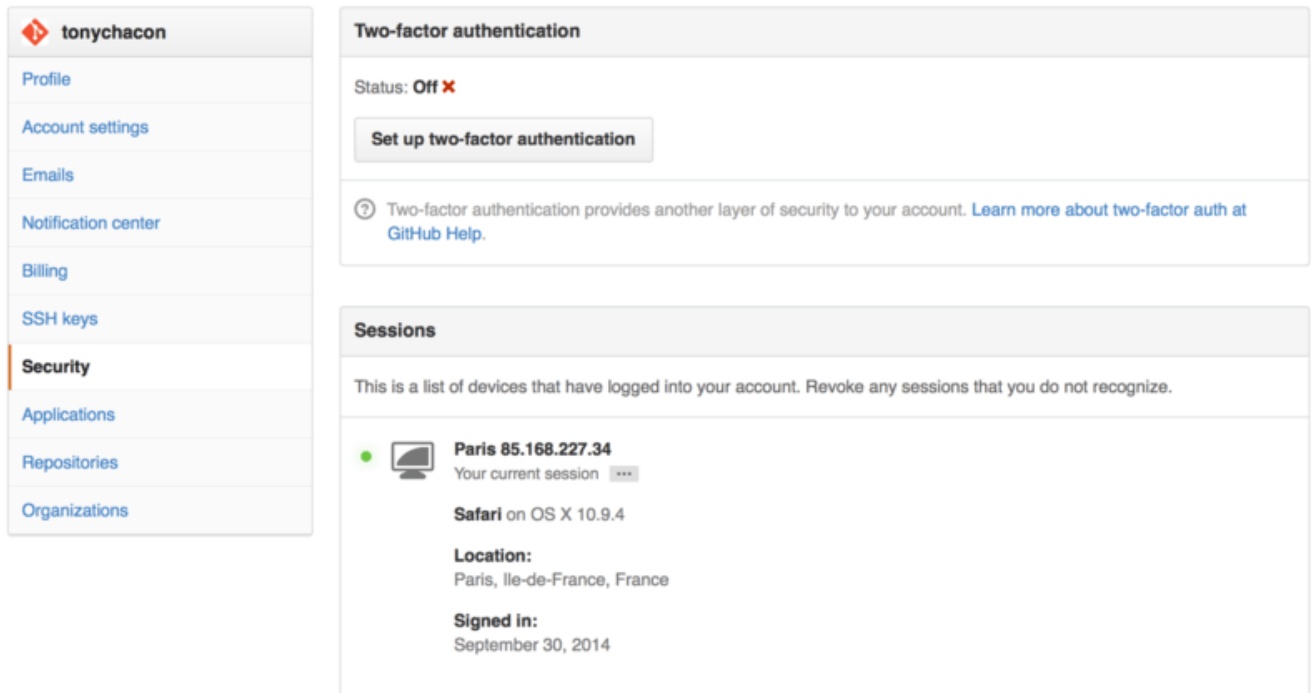 tonychacon
Profile
Account settings
Emails
Notification center
Billing
SSH keys
Security
Applications
Repositories
Organizations
Two-factor authentication
Status: Off
Set up two-factor authentication
Two-factor authentication provides another layer of security to your account. Learn more about two-factor auth at
GitHub Help.
Sessions
This is a list of devices that have logged into your account. Revoke any sessions that you do not recognize.
Paris 85.168.227.34
Your current session ...
Safari on OS X 10.9.4
Location:
Paris, Ile-de-France, France
Signed in:
September 30, 2014